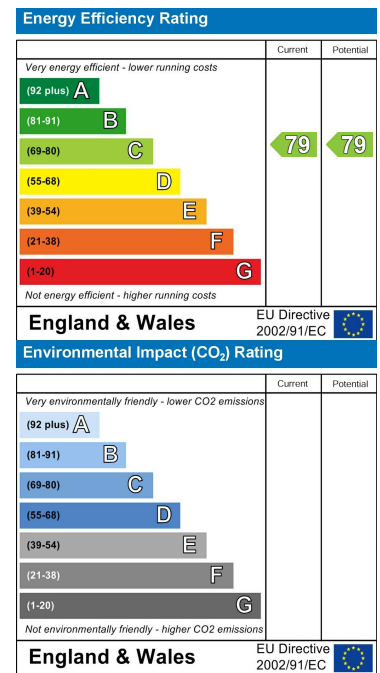 Energy Efficiency Rating
Current Potential
Very energy efficient - lower running costs
(92 plus) A
(81-91) B
(69-80) C 79 79
(55-68) D
(39-54) E
(21-38) F
(1-20) G
Not energy efficient - higher running costs
England & Wales EU Directive 2002/91/EC
Environmental Impact (CO₂) Rating
Current Potential
Very environmentally friendly - lower CO2 emissions
(92 plus) A
(81-91) B
(69-80) C
(55-68) D
(39-54) E
(21-38) F
(1-20) G
Not environmentally friendly - higher CO2 emissions
England & Wales EU Directive 2002/91/EC